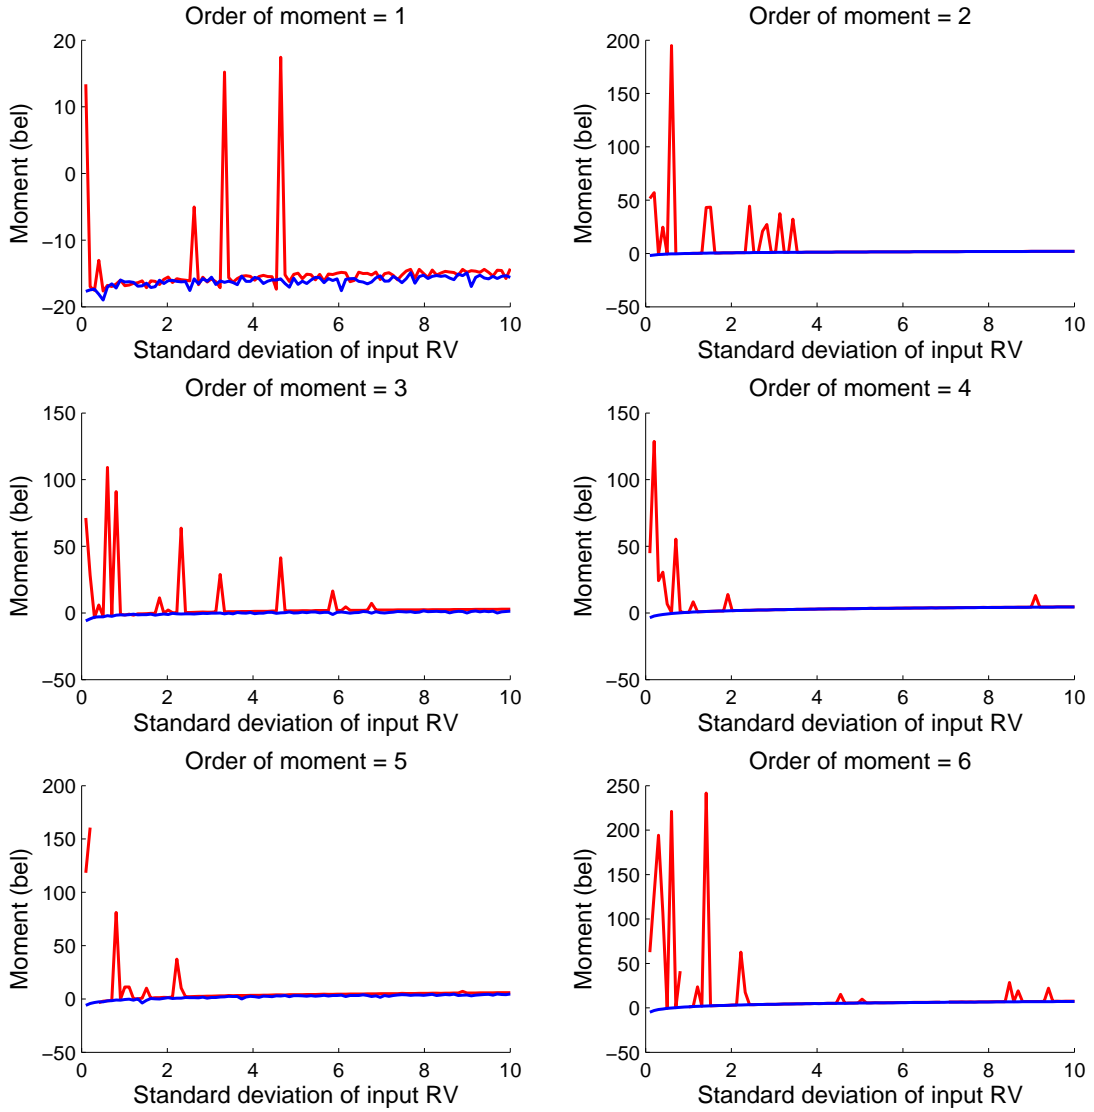 Order of moment = 1
20
10
0
−10
−20
Moment (bel)
0 2 4 6 8 10
Standard deviation of input RV
Order of moment = 2
200
150
100
50
0
−50
Moment (bel)
0 2 4 6 8 10
Standard deviation of input RV
Order of moment = 3
150
100
50
0
−50
Moment (bel)
0 2 4 6 8 10
Standard deviation of input RV
Order of moment = 4
150
100
50
0
−50
Moment (bel)
0 2 4 6 8 10
Standard deviation of input RV
Order of moment = 5
200
150
100
50
0
−50
Moment (bel)
0 2 4 6 8 10
Standard deviation of input RV
Order of moment = 6
250
200
150
100
50
0
−50
Moment (bel)
0 2 4 6 8 10
Standard deviation of input RV